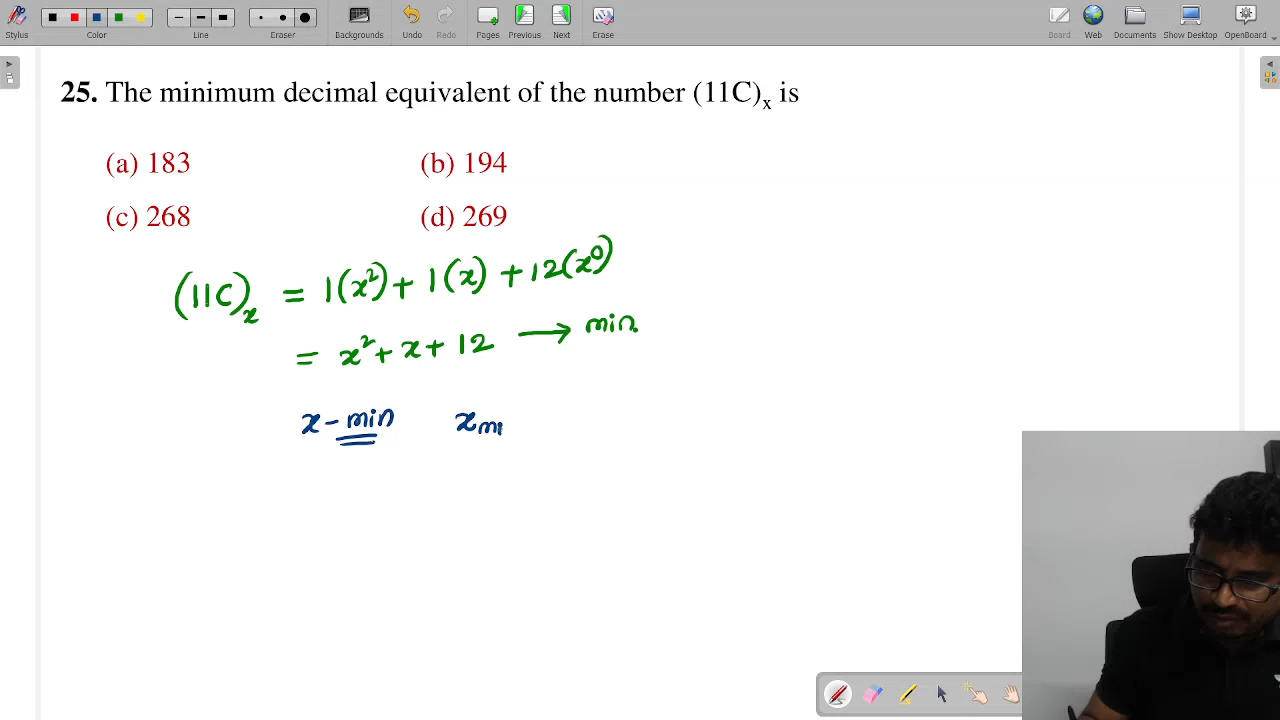 Stylus Color Line Eraser Backgrounds Undo Redo Pages Previous Next Erase Board Web Documents Show Desktop OpenBoard
25. The minimum decimal equivalent of the number (11C)ₓ is
(a) 183 (b) 194
(c) 268 (d) 269
(11C)ₓ = 1(x²) + 1(x) + 12(x⁰)
= x² + x + 12 → min.
x - min x mi